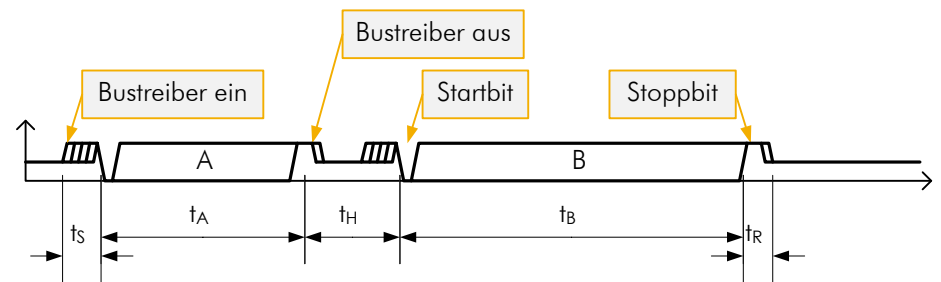 Bustreiber aus
Bustreiber ein
Startbit
Stoppbit
A
B
tS
tA
tH
tB
tR